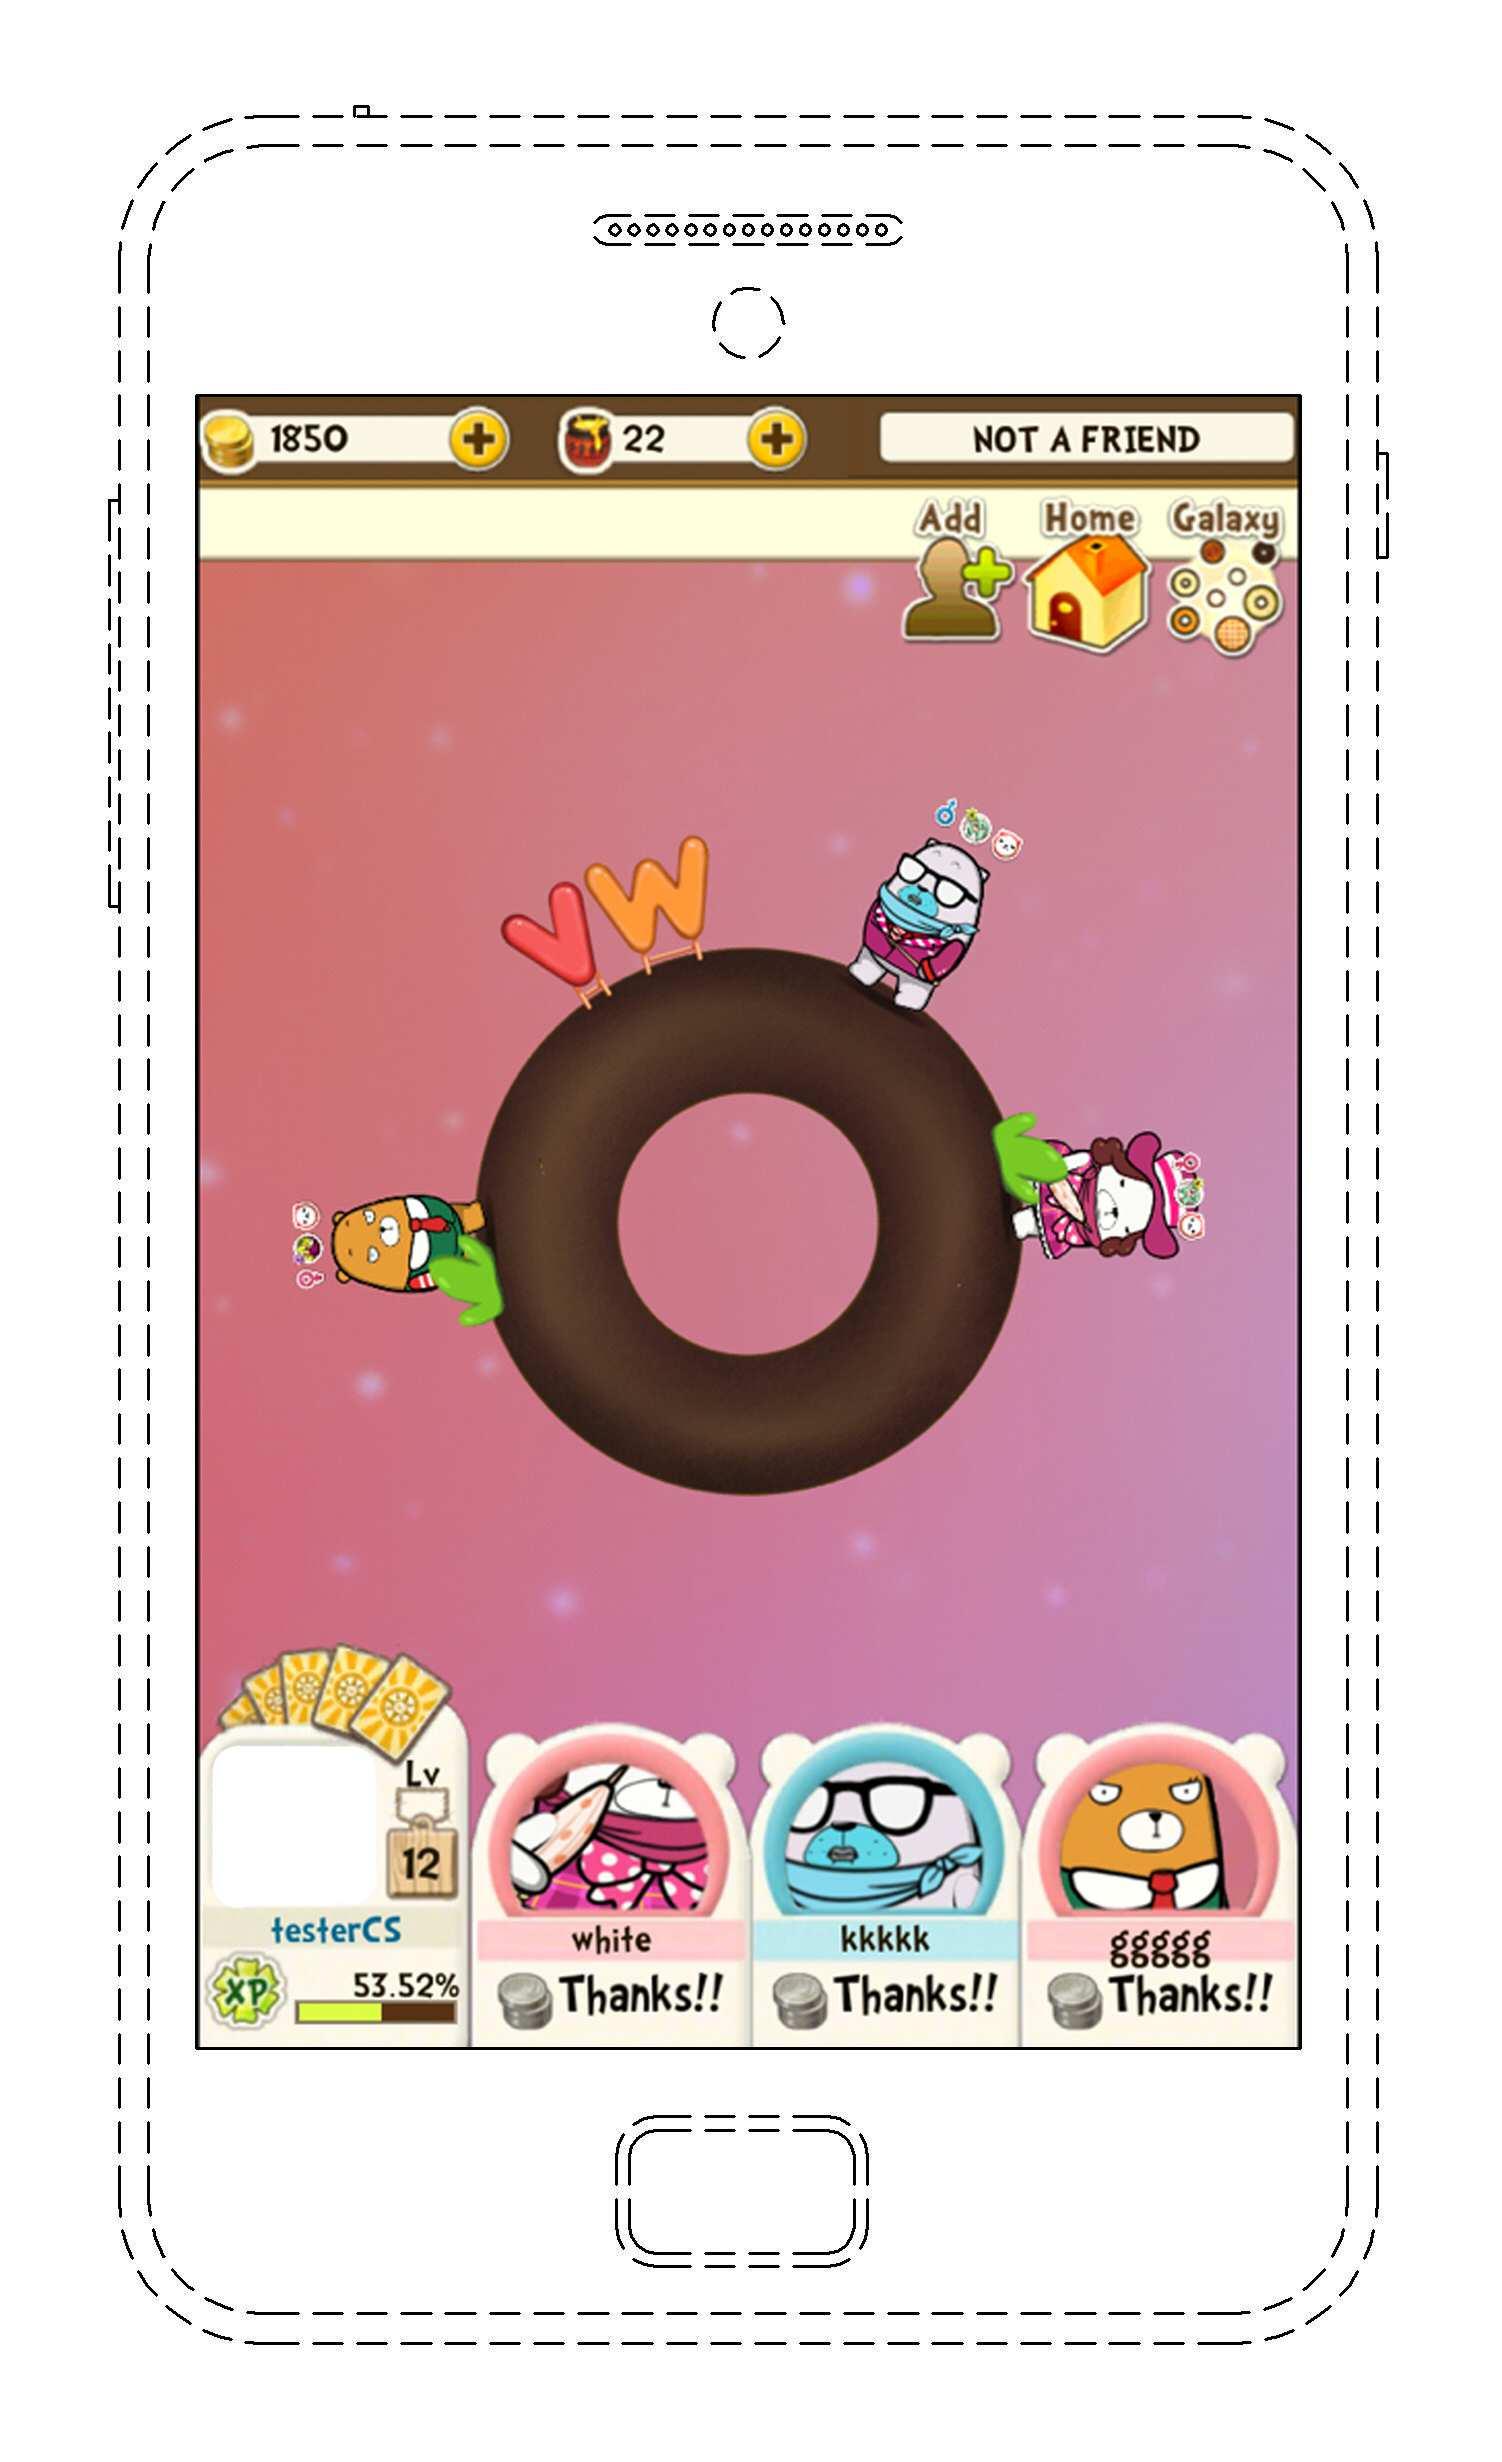 1850 22 NOT A FRIEND
Add Home Galaxy
VW
Lv
12
testerCS white kkkkk ggggg
XP 53.52% Thanks!! Thanks!! Thanks!!